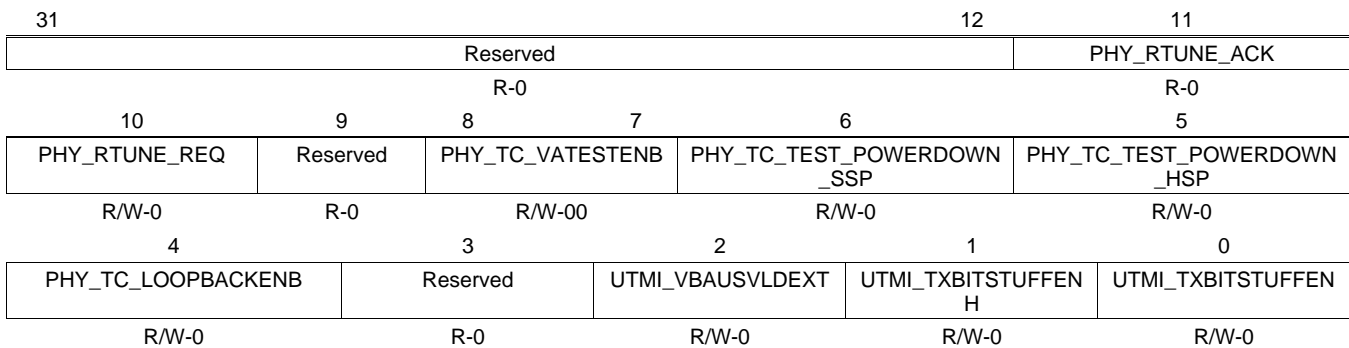 31 12 11
Reserved PHY_RTUNE_ACK
R-0 R-0
10 9 8 7 6 5
PHY_RTUNE_REQ Reserved PHY_TC_VATESTENB PHY_TC_TEST_POWERDOWN PHY_TC_TEST_POWERDOWN
_SSP _HSP
R/W-0 R-0 R/W-00 R/W-0 R/W-0
4 3 2 1 0
PHY_TC_LOOPBACKENB Reserved UTMI_VBAUSVLDEXT UTMI_TXBITSTUFFEN UTMI_TXBITSTUFFEN
H
R/W-0 R-0 R/W-0 R/W-0 R/W-0